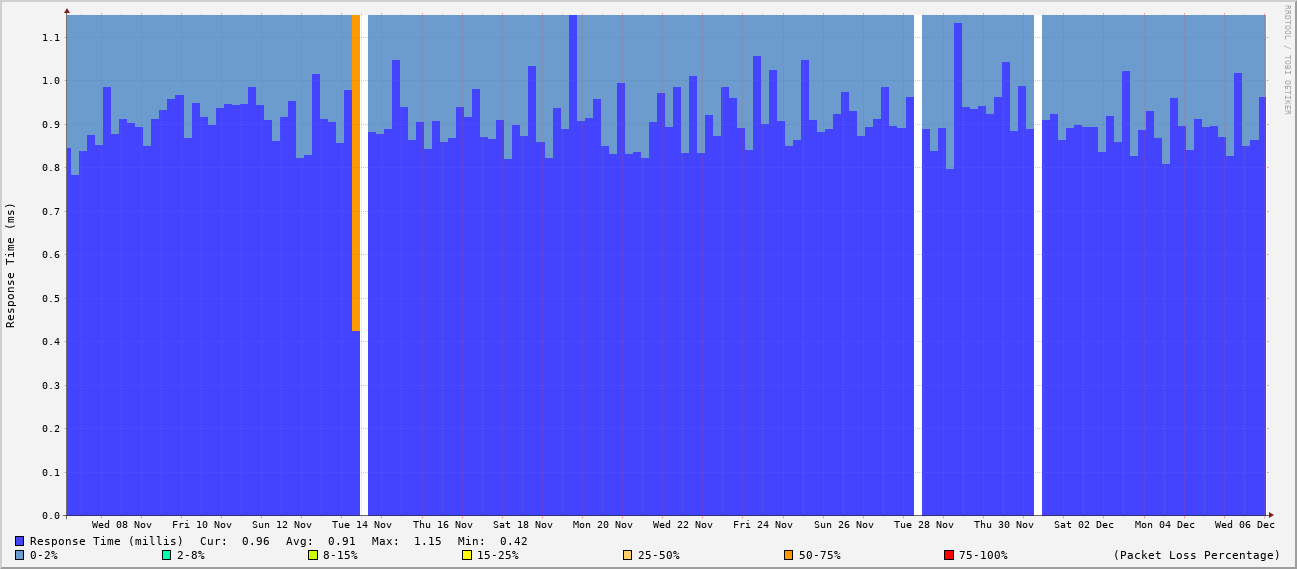 RRDTOOL / TOBI OETIKER
Response Time (ms)
1.1
1.0
0.9
0.8
0.7
0.6
0.5
0.4
0.3
0.2
0.1
0.0
Wed 08 Nov Fri 10 Nov Sun 12 Nov Tue 14 Nov Thu 16 Nov Sat 18 Nov Mon 20 Nov Wed 22 Nov Fri 24 Nov Sun 26 Nov Tue 28 Nov Thu 30 Nov Sat 02 Dec Mon 04 Dec Wed 06 Dec
Response Time (millis) Cur: 0.96 Avg: 0.91 Max: 1.15 Min: 0.42
0-2% 2-8% 8-15% 15-25% 25-50% 50-75% 75-100% (Packet Loss Percentage)